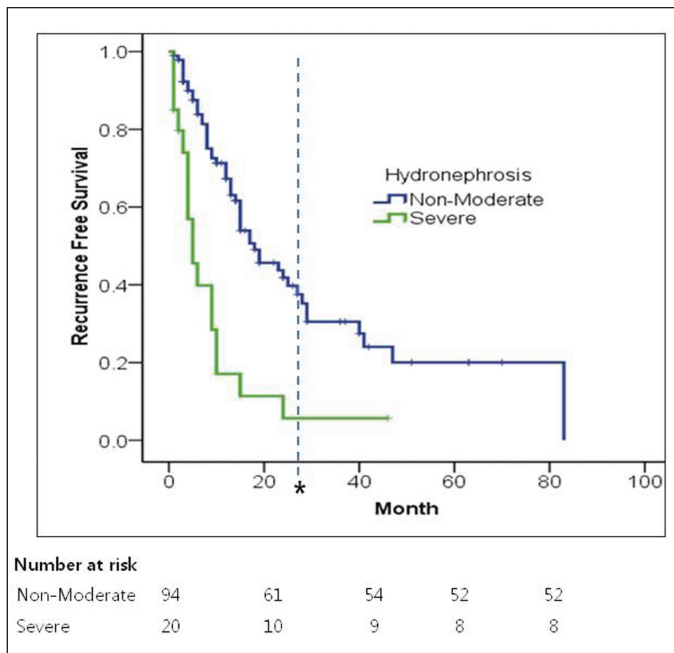 1.0
0.8
0.6
0.4
0.2
0.0
Recurrence Free Survival
Hydronephrosis
Non-Moderate
Severe
0 20 40 60 80 100
*
Month
Number at risk
Non-Moderate 94 61 54 52 52
Severe 20 10 9 8 8